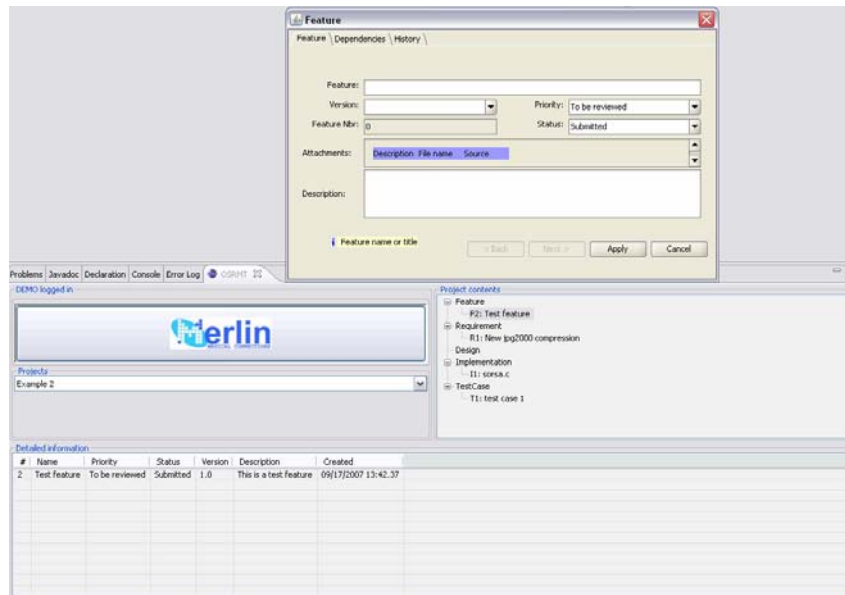 Feature
Feature Dependencies History
Feature:
Version: Priority: To be reviewed
Feature Nbr: 0 Status: Submitted
Attachments: Description File name Source
Description:
Feature name or title
< Back Next > Apply Cancel
Problems Javadoc Declaration Console Error Log OSRMT
DEMO logged in
Merlin
Projects
Example 2
Project contents
Feature
F2: Test feature
Requirement
R1: New jpg2000 compression
Design
Implementation
I1: sorsa.c
TestCase
T1: test case 1
Detailed information
# Name Priority Status Version Description Created
2 Test feature To be reviewed Submitted 1.0 This is a test feature 09/17/2007 13:42.37